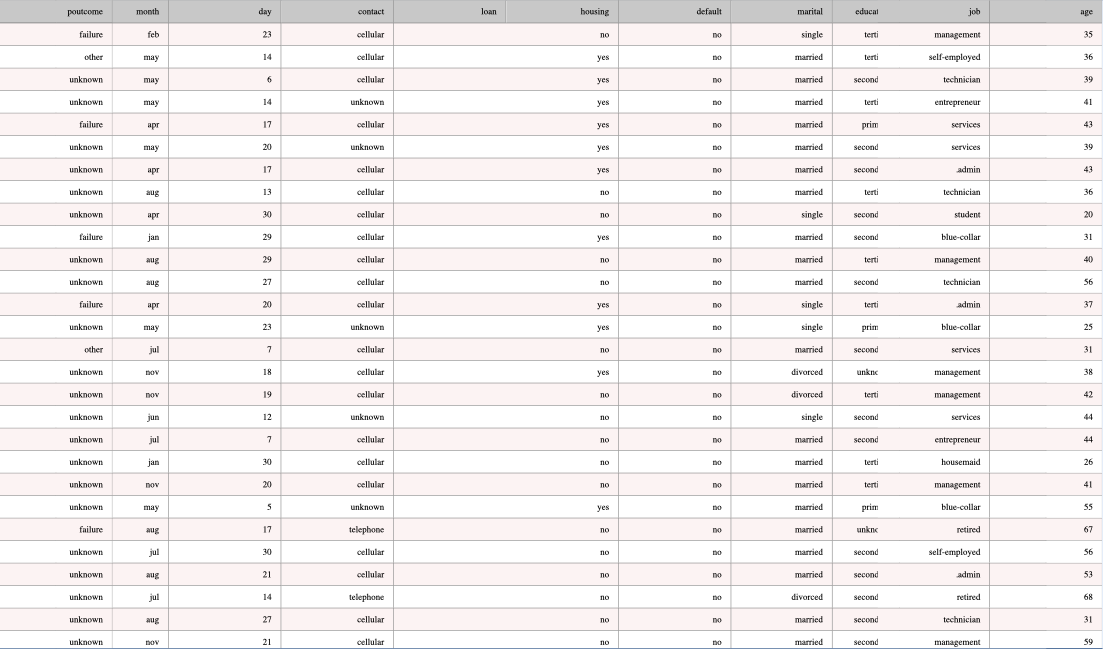 poutcome month day contact loan housing default marital educat job age
failure feb 23 cellular no no single terti management 35
other may 14 cellular yes no married terti self-employed 36
unknown may 6 cellular yes no married second technician 39
unknown may 14 unknown yes no married terti entrepreneur 41
failure apr 17 cellular yes no married prim services 43
unknown may 20 unknown yes no married second services 39
unknown apr 17 cellular yes no married second .admin 43
unknown aug 13 cellular no no married terti technician 36
unknown apr 30 cellular no no single second student 20
failure jan 29 cellular yes no married second blue-collar 31
unknown aug 29 cellular no no married terti management 40
unknown aug 27 cellular no no married second technician 56
failure apr 20 cellular yes no single terti .admin 37
unknown may 23 unknown yes no single prim blue-collar 25
other jul 7 cellular no no married second services 31
unknown nov 18 cellular yes no divorced unkno management 38
unknown nov 19 cellular no no divorced terti management 42
unknown jun 12 unknown no no single second services 44
unknown jul 7 cellular no no married second entrepreneur 44
unknown jan 30 cellular no no married terti housemaid 26
unknown nov 20 cellular no no married terti management 41
unknown may 5 unknown yes no married prim blue-collar 55
failure aug 17 telephone no no married unkno retired 67
unknown jul 30 cellular no no married second self-employed 56
unknown aug 21 cellular no no married second .admin 53
unknown jul 14 telephone no no divorced second retired 68
unknown aug 27 cellular no no married second technician 31
unknown nov 21 cellular no no married second management 59